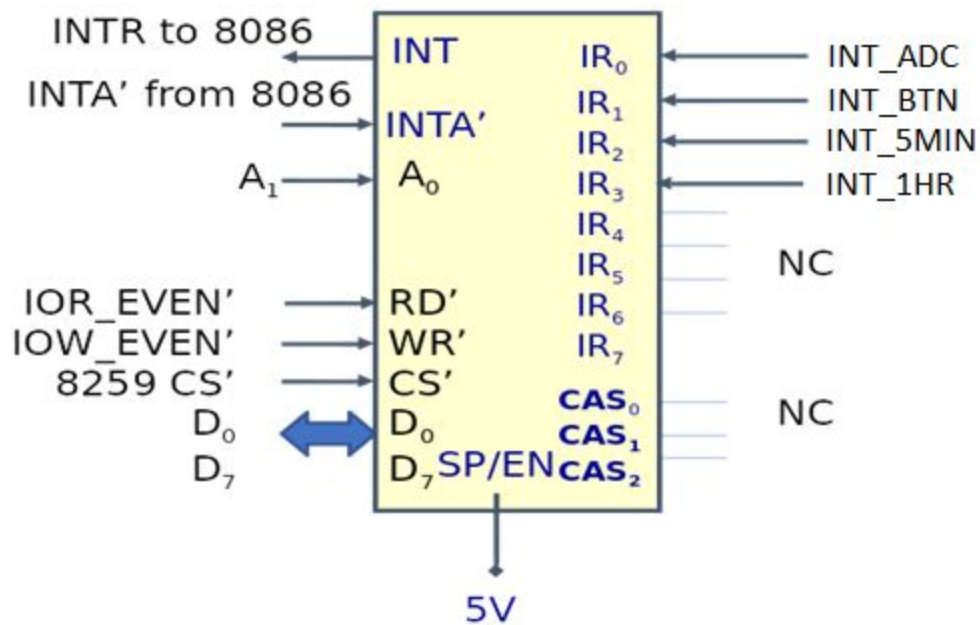 INTR to 8086
INT
IR₀
INT_ADC
INTA’ from 8086
INTA’
IR₁
INT_BTN
IR₂
INT_5MIN
A₁
A₀
IR₃
INT_1HR
IR₄
IR₅
NC
IOR_EVEN’
RD’
IR₆
IOW_EVEN’
WR’
IR₇
8259 CS’
CS’
CAS₀
NC
D₀
D₀
CAS₁
D₇
D₇
SP/EN
CAS₂
5V